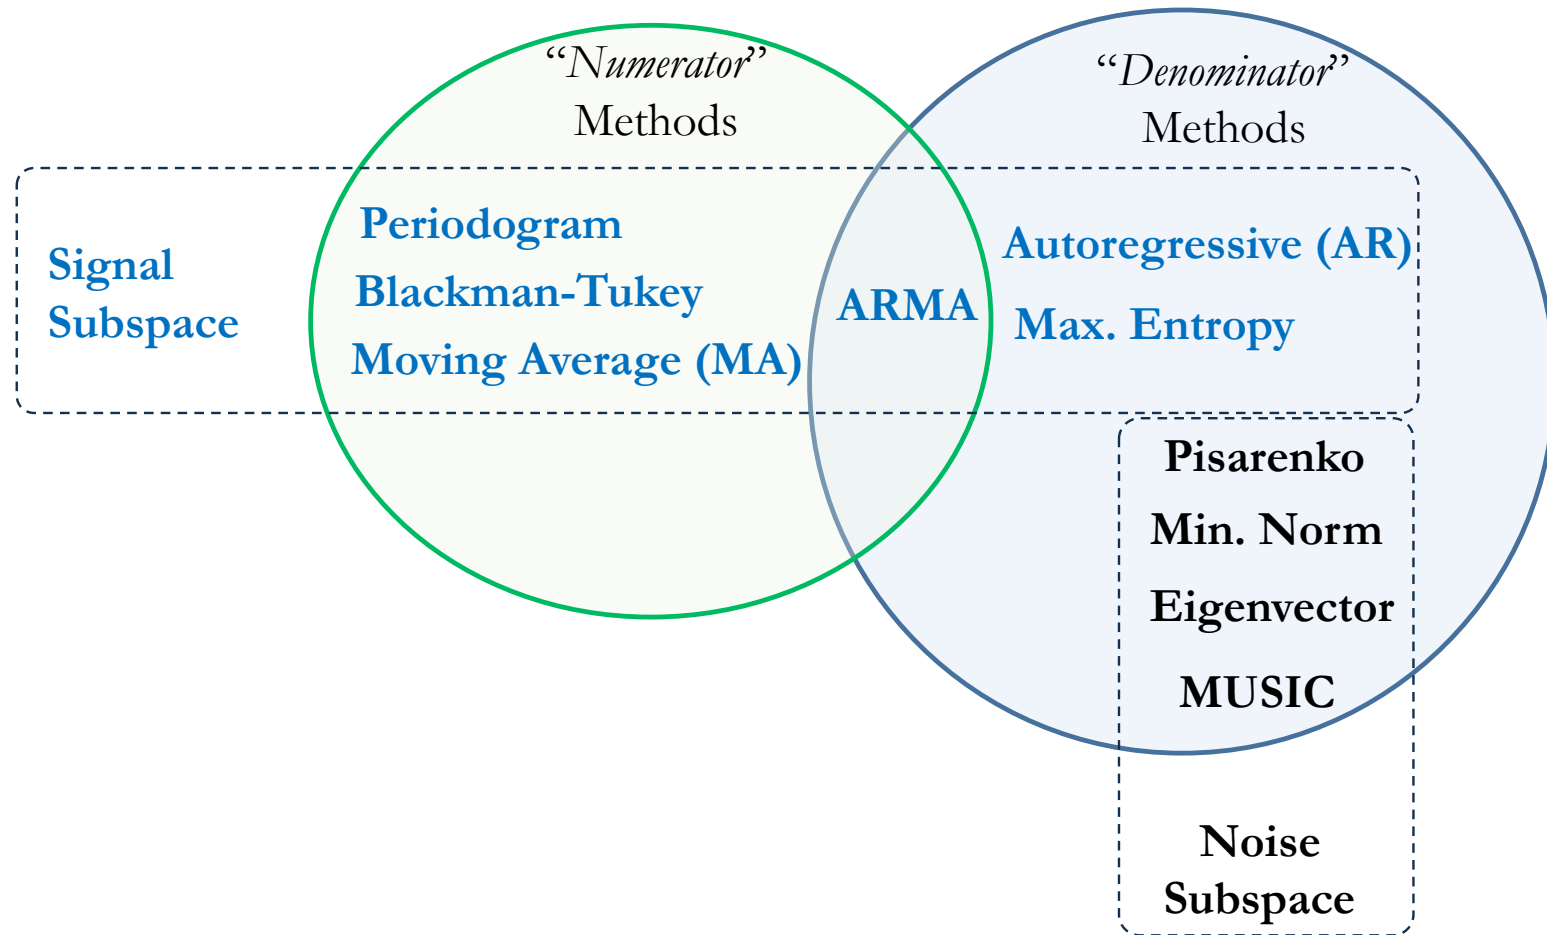 “Numerator”
Methods
“Denominator”
Methods
Signal
Subspace
Periodogram
Blackman-Tukey
Moving Average (MA)
ARMA
Autoregressive (AR)
Max. Entropy
Pisarenko
Min. Norm
Eigenvector
MUSIC
Noise
Subspace